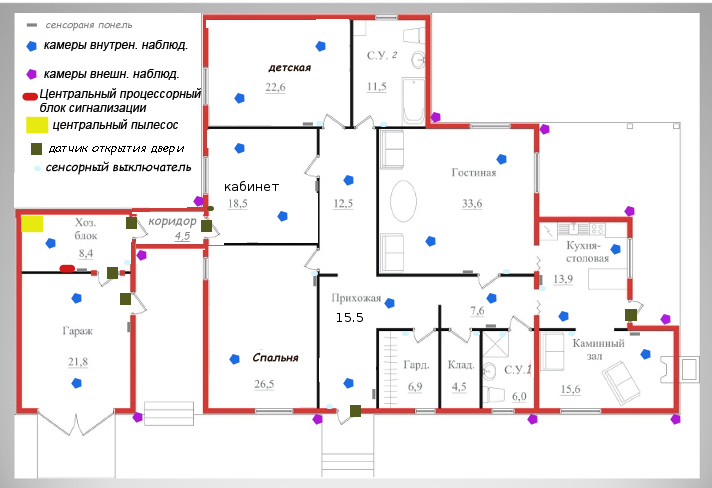 сенсораня понель
камеры внутрен. наблюд.
камеры внешн. наблюд.
Центральный процессорный
блок сигнализации
центральный пылесос
датчик открытия двери
сенсорный выключатель
детская
22,6
С.У. 2
11,5
кабинет
18,5
12,5
Гостиная
33,6
коридор
4,5
Хоз.
блок
8,4
Кухня-
столовая
13,9
Прихожая
15.5
7,6
Гараж
21,8
Спальня
26,5
Гард.
6,9
Клад.
4,5
С.У.1
6,0
Каминный
зал
15,6